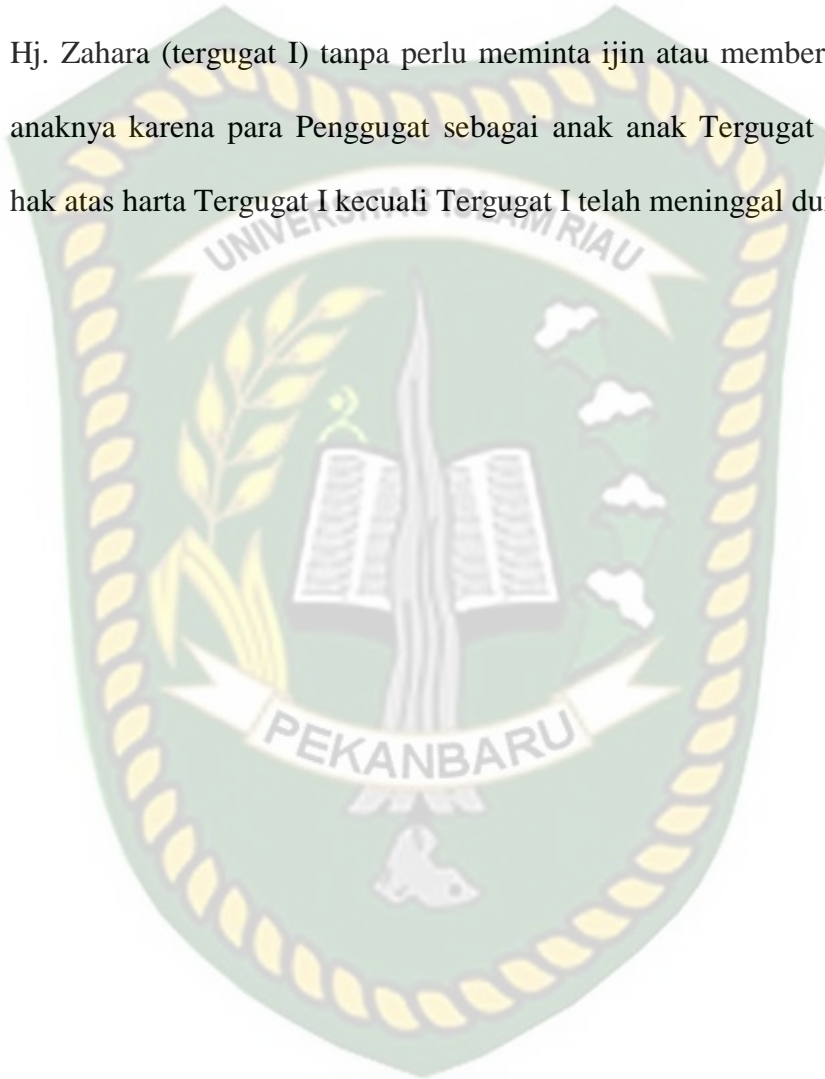 Hj. Zahara (tergugat I) tanpa perlu meminta ijin atau member
anaknya karena para Penggugat sebagai anak anak Tergugat
hak atas harta Tergugat I kecuali Tergugat I telah meninggal du
UNIVERSITAS ISLAM RIAU
PEKANBARU